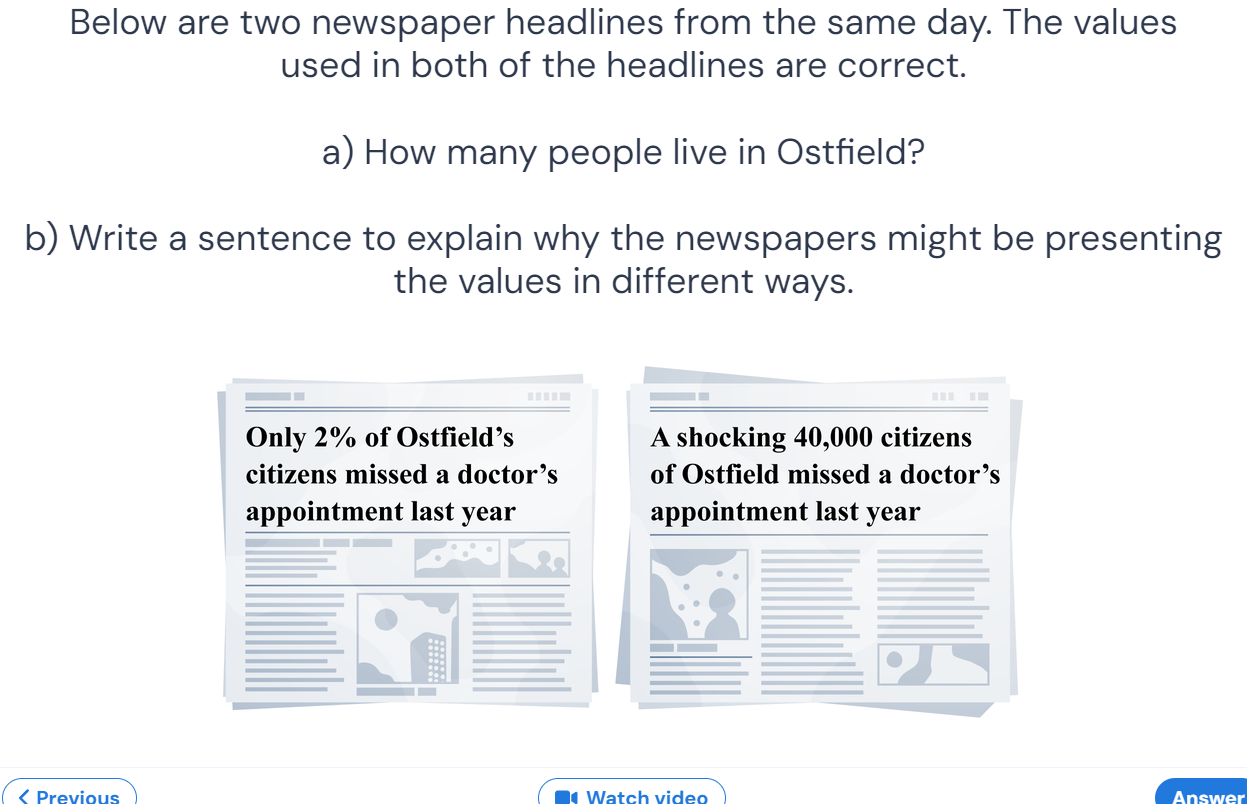 Below are two newspaper headlines from the same day. The values
used in both of the headlines are correct.
a) How many people live in Ostfield?
b) Write a sentence to explain why the newspapers might be presenting
the values in different ways.
Only 2% of Ostfield’s
citizens missed a doctor’s
appointment last year
A shocking 40,000 citizens
of Ostfield missed a doctor’s
appointment last year
Previous
Watch video
Answer